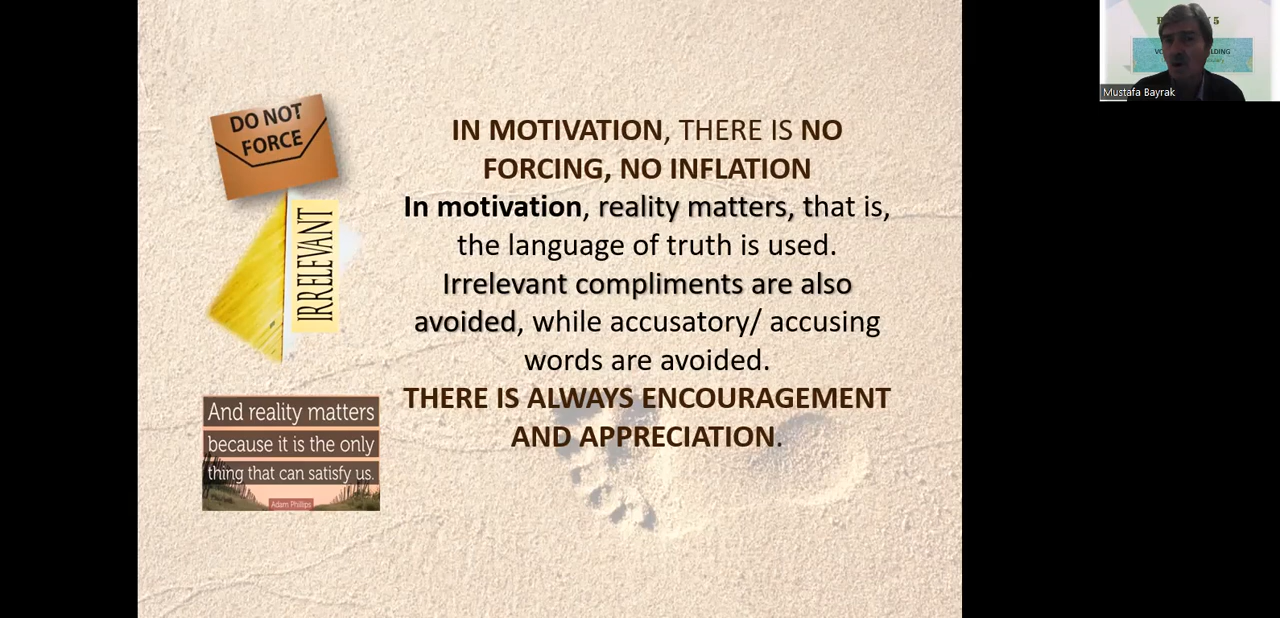 DO NOT
FORCE
IRRELEVANT
And reality matters
because it is the only
thing that can satisfy us.
Adam Phillips
IN MOTIVATION, THERE IS NO
FORCING, NO INFLATION
In motivation, reality matters, that is,
the language of truth is used.
Irrelevant compliments are also
avoided, while accusatory/ accusing
words are avoided.
THERE IS ALWAYS ENCOURAGEMENT
AND APPRECIATION.
Mustafa Bayrak